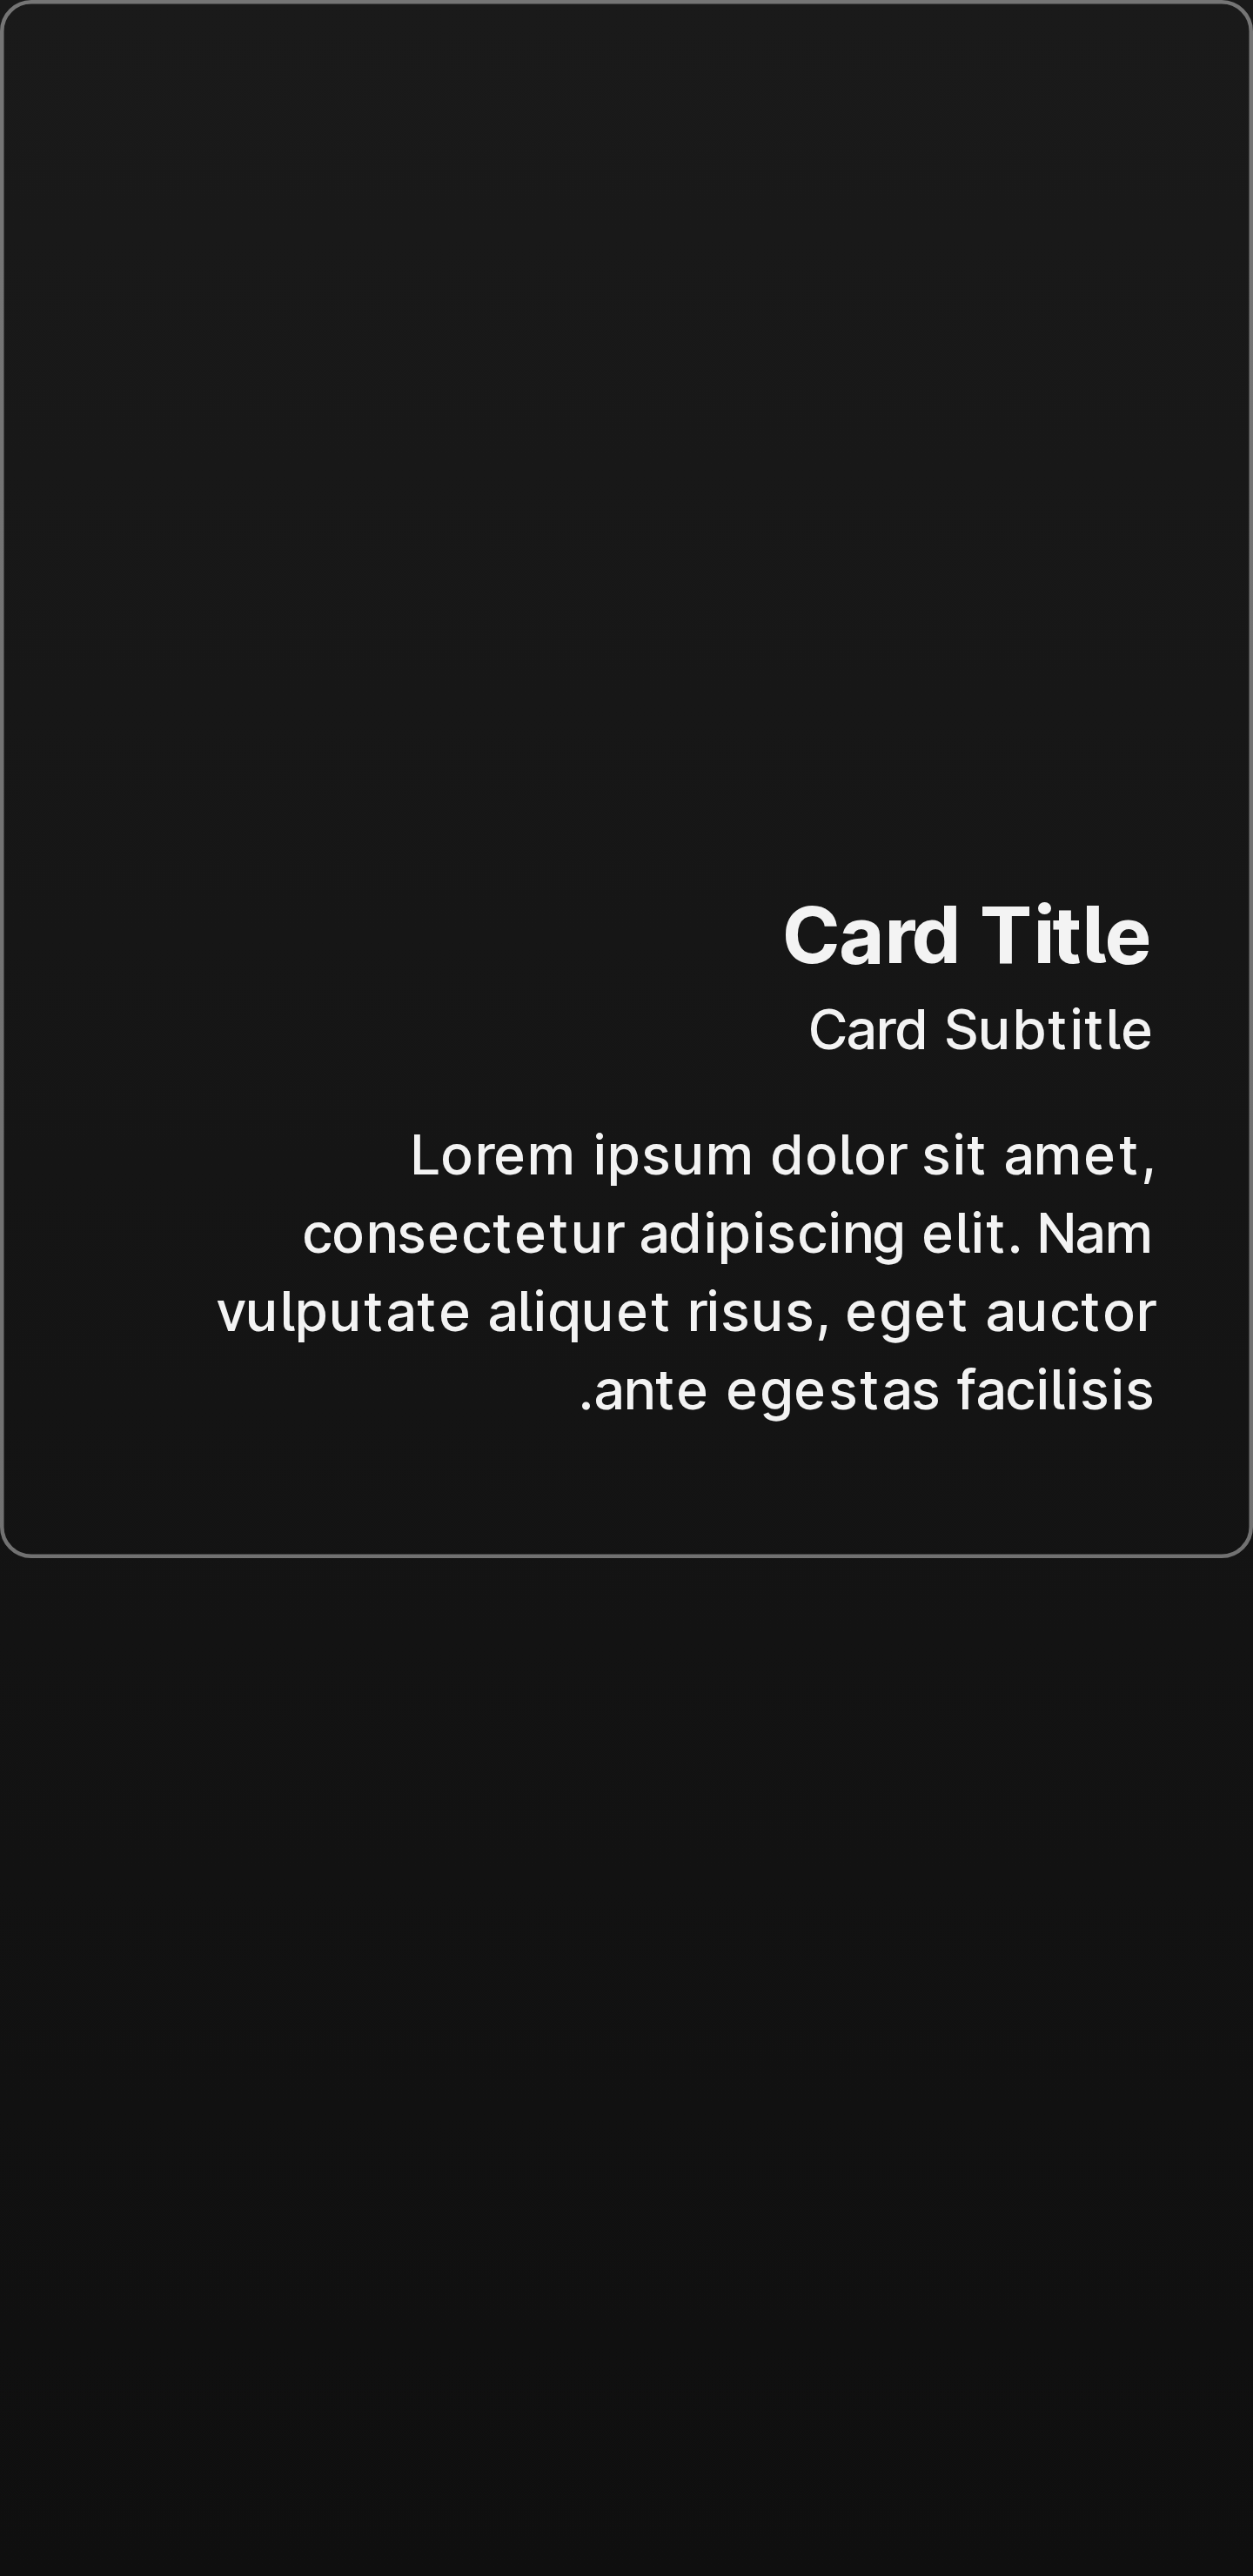 Card Title
Card Subtitle
Lorem ipsum dolor sit amet,
consectetur adipiscing elit. Nam
vulputate aliquet risus, eget auctor
.ante egestas facilisis